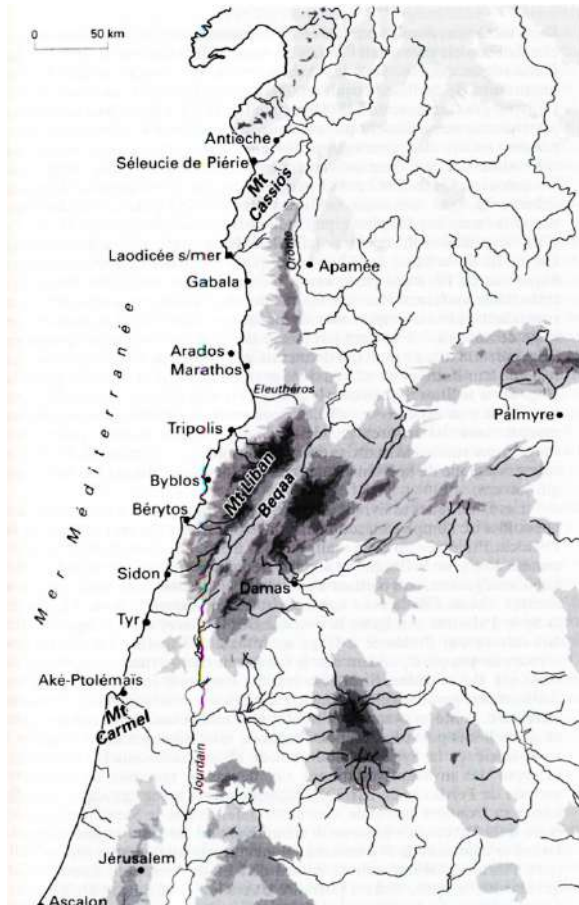 0 50 km
Antioche
Séleucie de Piérie
Mt
Cassios
Oronte
Laodicée s/mer
Apamée
Gabala
Mer Méditerranée
Arados
Marathos
Eleuthéros
Palmyre
Tripolis
Mt Liban
Byblos
Beqaa
Bérytos
Sidon
Damas
Tyr
Aké-Ptolémaïs
Mt
Carmel
Jourdain
Jérusalem
Ascalon